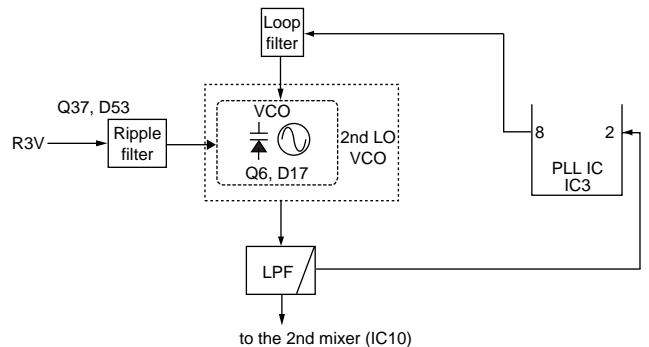 Loop
filter
Q37, D53
R3V
Ripple
filter
VCO
Q6, D17
2nd LO
VCO
8
2
PLL IC
IC3
LPF
to the 2nd mixer (IC10)